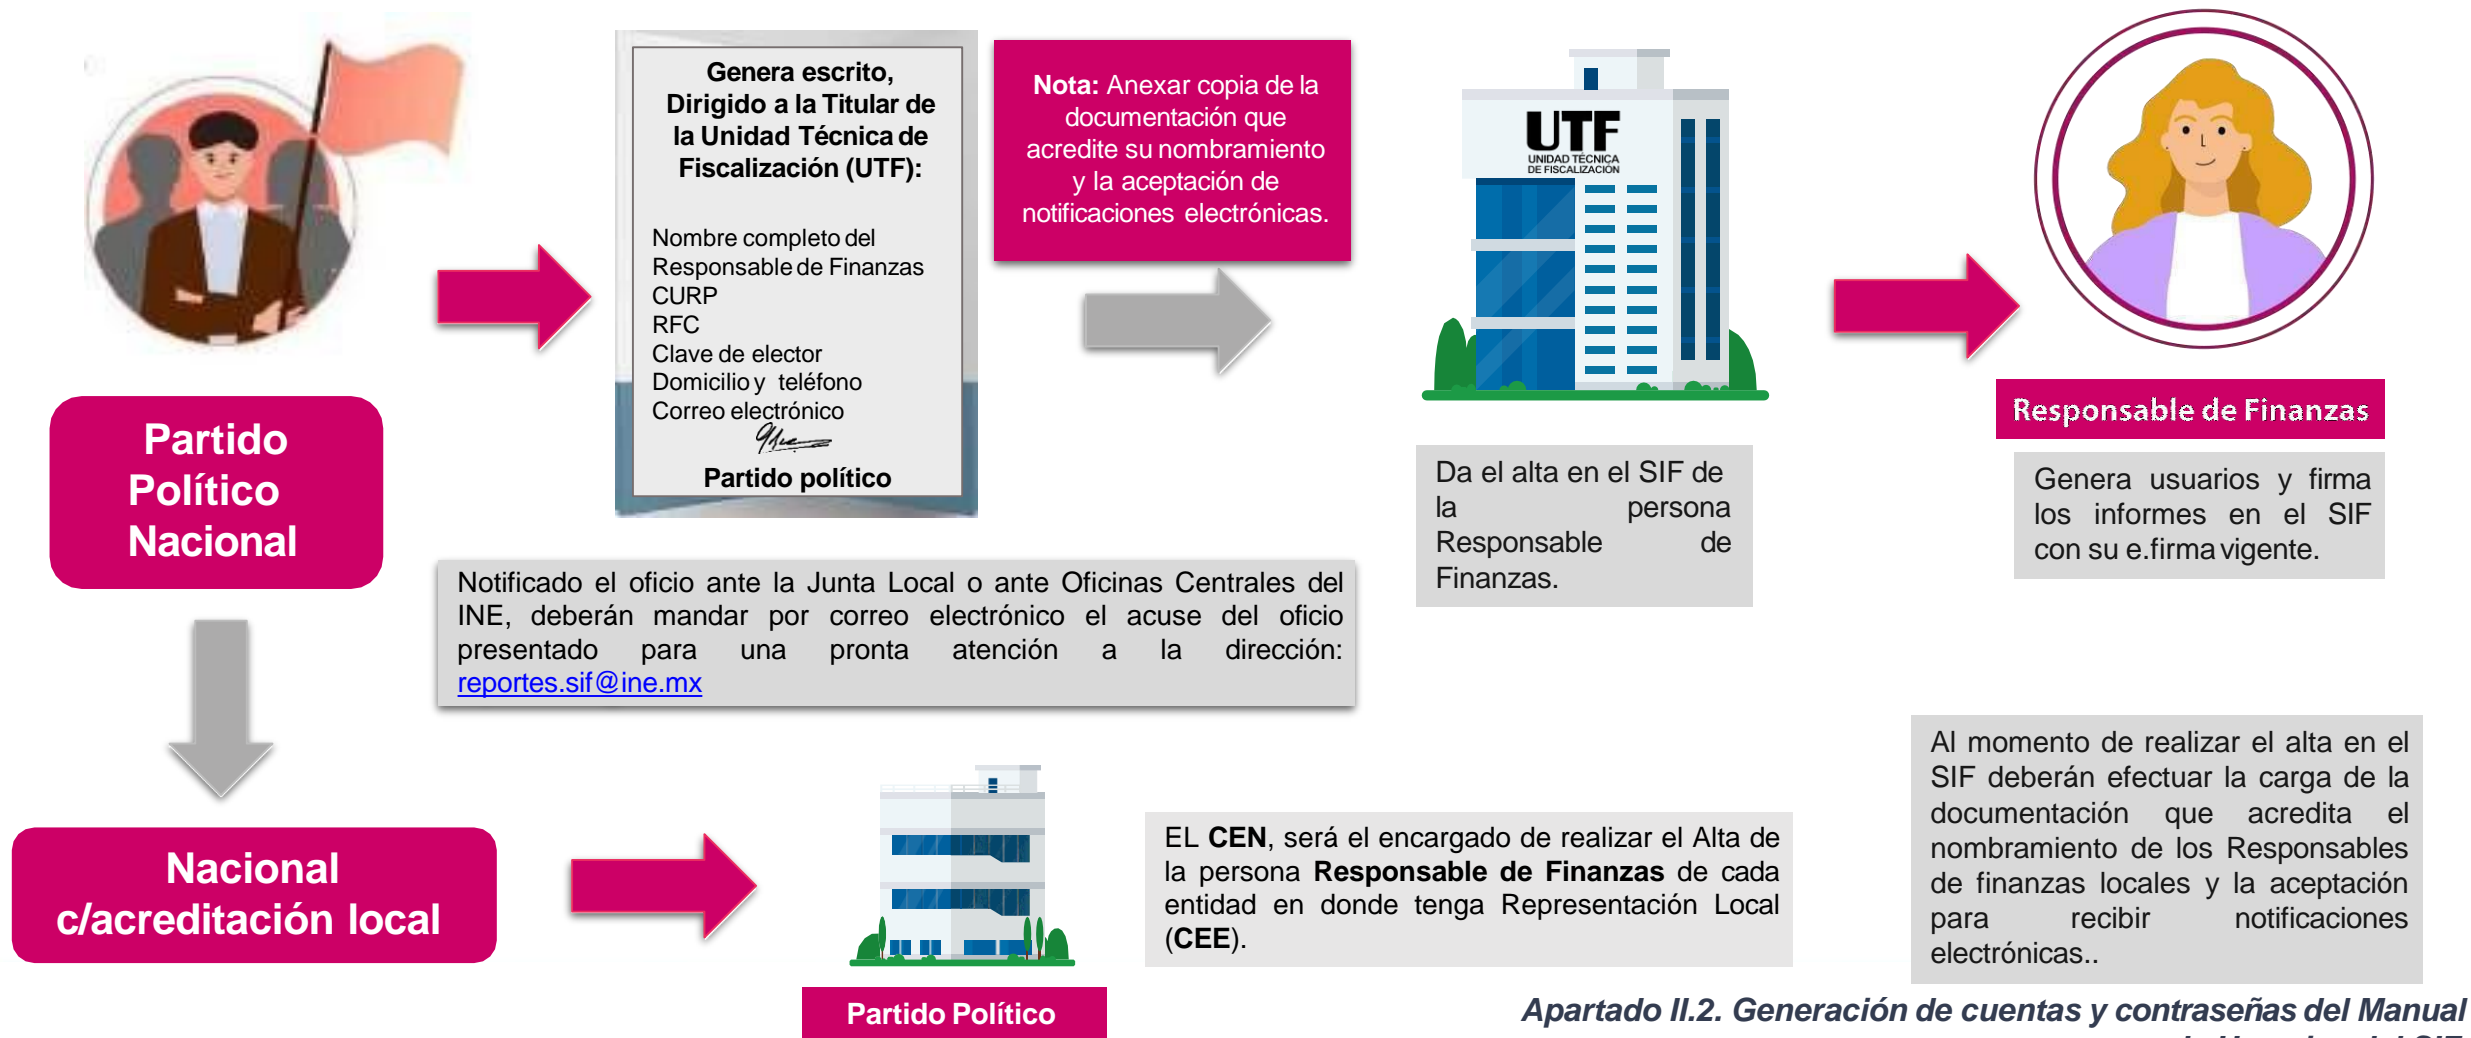 Genera escrito,
Dirigido a la Titular de
la Unidad Técnica de
Fiscalización (UTF):
Nombre completo del
Responsable de Finanzas
CURP
RFC
Clave de elector
Domicilio y teléfono
Correo electrónico
Partido político
Nota: Anexar copia de la
documentación que
acredite su nombramiento
y la aceptación de
notificaciones electrónicas.
UTF
UNIDAD TÉCNICA
DE FISCALIZACIÓN
Responsable de Finanzas
Partido
Político
Nacional
Da el alta en el SIF de
la persona
Responsable de
Finanzas.
Genera usuarios y firma
los informes en el SIF
con su e.firma vigente.
Notificado el oficio ante la Junta Local o ante Oficinas Centrales del
INE, deberán mandar por correo electrónico el acuse del oficio
presentado para una pronta atención a la dirección:
reportes.sif@ine.mx
Nacional
c/acreditación local
Partido Político
EL CEN, será el encargado de realizar el Alta de
la persona Responsable de Finanzas de cada
entidad en donde tenga Representación Local
(CEE).
Al momento de realizar el alta en el
SIF deberán efectuar la carga de la
documentación que acredita el
nombramiento de los Responsables
de finanzas locales y la aceptación
para recibir notificaciones
electrónicas..
Apartado II.2. Generación de cuentas y contraseñas del Manual